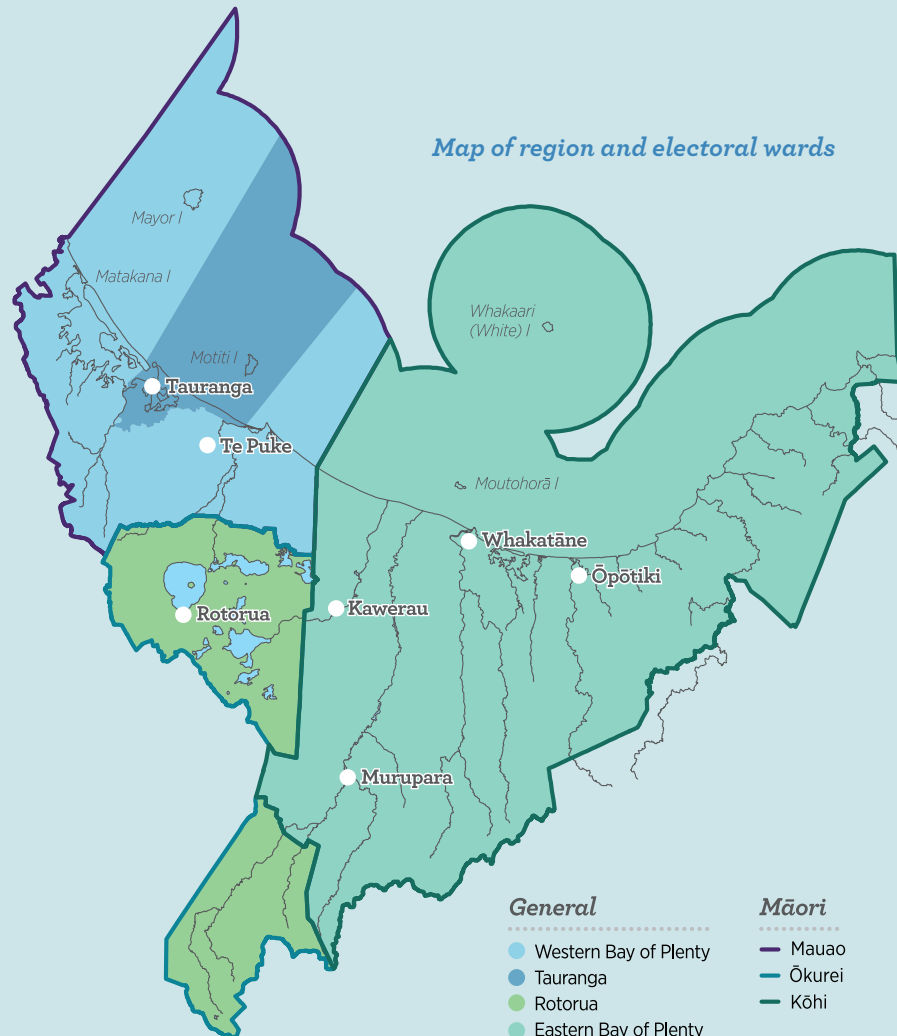 Map of region and electoral wards
Mayor I
Matakana I
Whakaari
(White) I
Motiti I
Tauranga
Te Puke
Moutohorā I
Whakatāne
Ōpōtiki
Kawerau
Rotorua
Murupara
General
Western Bay of Plenty
Tauranga
Rotorua
Eastern Bay of Plenty
Māori
Mauao
Ōkurei
Kōhi